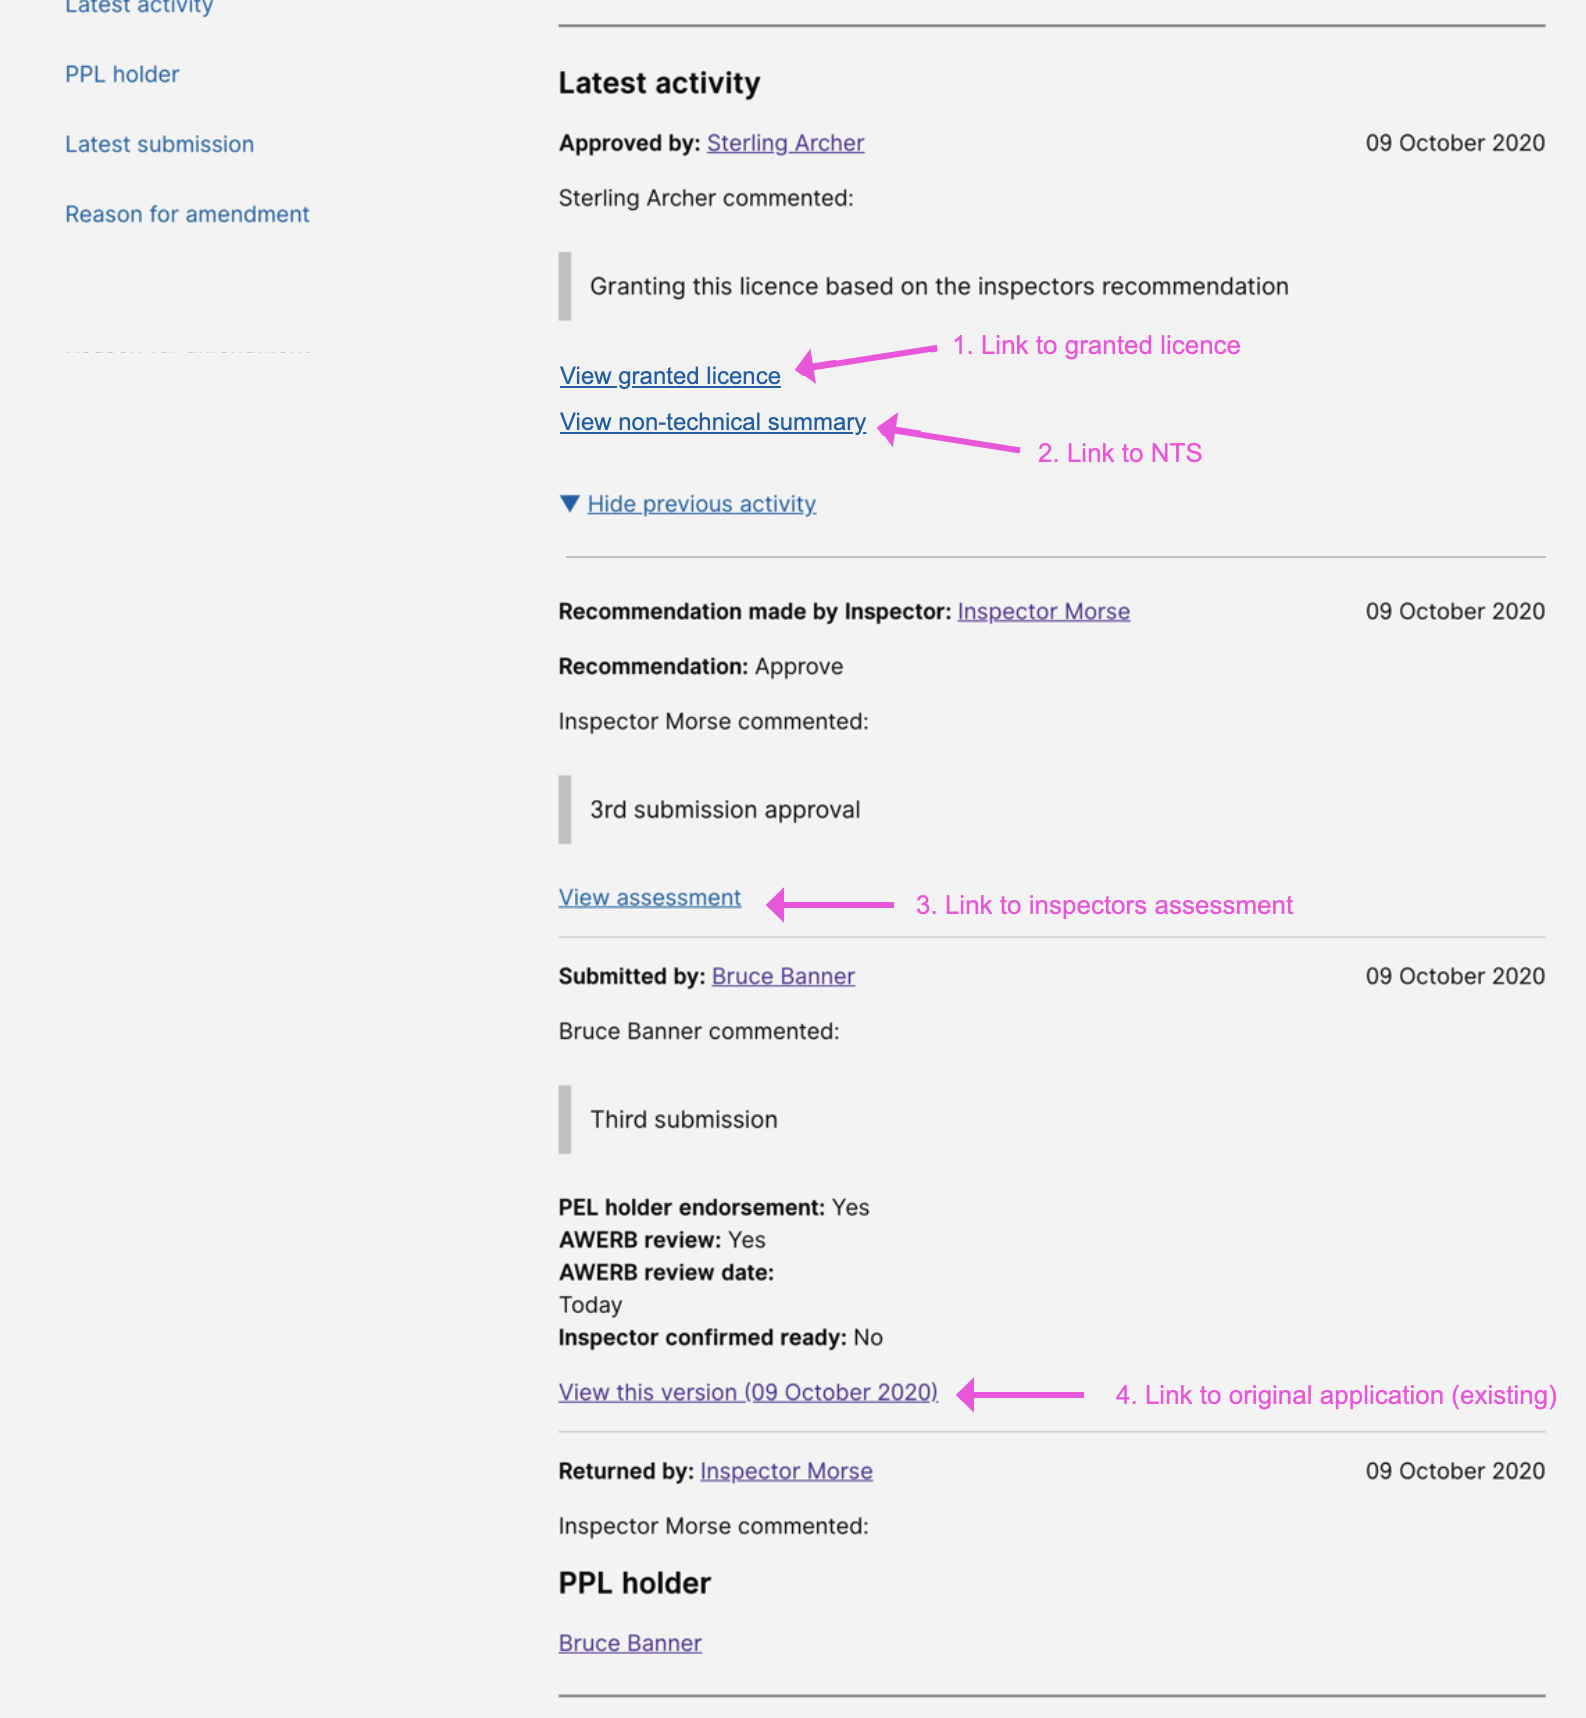 Latest activity
PPL holder
Latest submission
Reason for amendment
Latest activity
Approved by: Sterling Archer 09 October 2020
Sterling Archer commented:
Granting this licence based on the inspectors recommendation
1. Link to granted licence
View granted licence
View non-technical summary
2. Link to NTS
▼ Hide previous activity
Recommendation made by Inspector: Inspector Morse 09 October 2020
Recommendation: Approve
Inspector Morse commented:
3rd submission approval
View assessment 3. Link to inspectors assessment
Submitted by: Bruce Banner 09 October 2020
Bruce Banner commented:
Third submission
PEL holder endorsement: Yes
AWERB review: Yes
AWERB review date:
Today
Inspector confirmed ready: No
View this version (09 October 2020) 4. Link to original application (existing)
Returned by: Inspector Morse 09 October 2020
Inspector Morse commented:
PPL holder
Bruce Banner